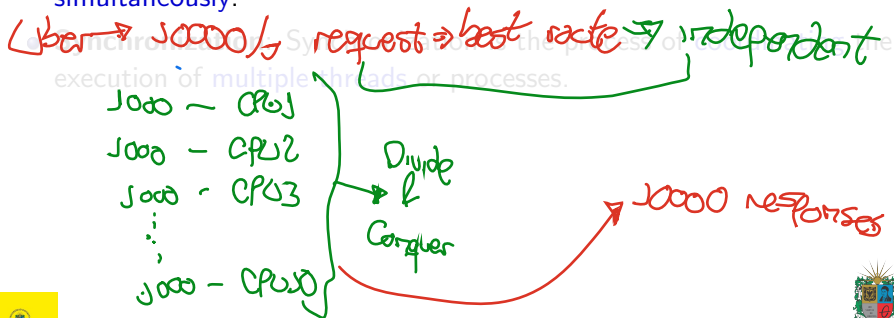 simultaneously.
Uber → 10000/s request ⇒ best racte → independent
Synchronization: Synchronization is the process of coordinating the
execution of multiple threads or processes.
1000 - CPU1
1000 - CPU2
1000 - CPU3
1000 - CPU10
Divide
&
Conquer
10000 responses